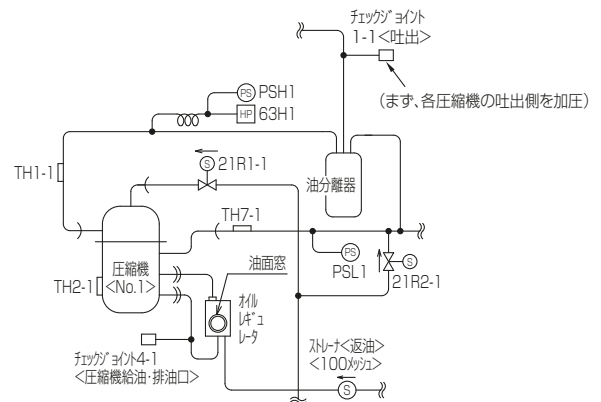 チェックジョイント
1-1<吐出>
(まず、各圧縮機の吐出側を加圧)
PS PSH1
HP 63H1
TH1-1
S 21R1-1
油分離器
TH7-1
圧縮機
<No.1>
TH2-1
油面窓
PS
PSL1
S
21R2-1
オイル
レギュ
レータ
チェックジョイント4-1
<圧縮機給油・排油口>
ストレーナ<返油>
<100メッシュ>
S